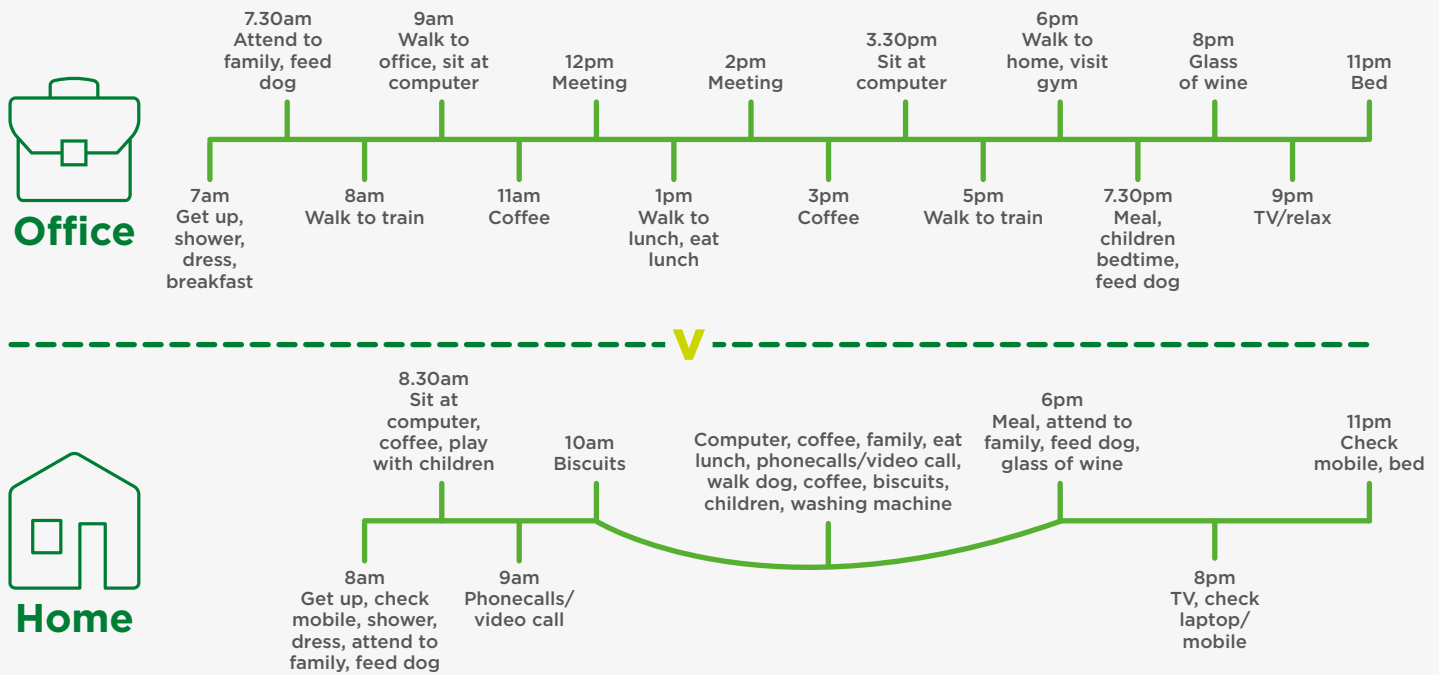 7.30am
Attend to
family, feed
dog
9am
Walk to
office, sit at
computer
12pm
Meeting
2pm
Meeting
3.30pm
Sit at
computer
6pm
Walk to
home, visit
gym
8pm
Glass
of wine
11pm
Bed
Office
7am
Get up,
shower,
dress,
breakfast
8am
Walk to train
11am
Coffee
1pm
Walk to
lunch, eat
lunch
3pm
Coffee
5pm
Walk to train
7.30pm
Meal,
children
bedtime,
feed dog
9pm
TV/relax
V
8.30am
Sit at
computer,
coffee, play
with children
10am
Biscuits
Computer, coffee, family, eat
lunch, phonecalls/video call,
walk dog, coffee, biscuits,
children, washing machine
6pm
Meal, attend to
family, feed dog,
glass of wine
11pm
Check
mobile, bed
Home
8am
Get up, check
mobile, shower,
dress, attend to
family, feed dog
9am
Phonecalls/
video call
8pm
TV, check
laptop/
mobile